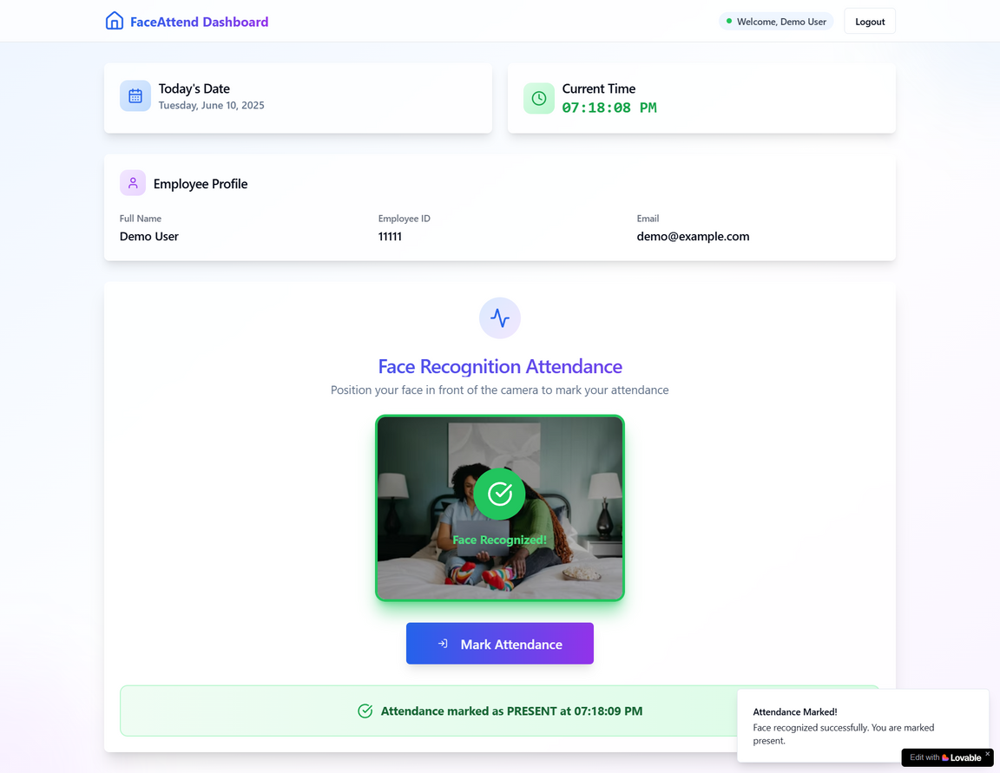 FaceAttend Dashboard
Welcome, Demo User
Logout
Today's Date
Tuesday, June 10, 2025
Current Time
07:18:08 PM
Employee Profile
Full Name
Employee ID
Email
Demo User
11111
demo@example.com
Face Recognition Attendance
Position your face in front of the camera to mark your attendance
Face Recognized!
Mark Attendance
Attendance marked as PRESENT at 07:18:09 PM
Attendance Marked!
Face recognized successfully. You are marked
present.
Edit with Lovable